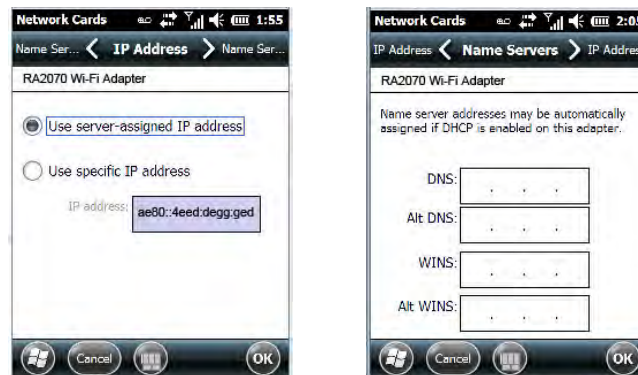 Network Cards 1:55
Name Ser... IP Address Name Ser...
RA2070 Wi-Fi Adapter
Use server-assigned IP address
Use specific IP address
IP address: ae80::4eed:degg:ged
Cancel OK
Network Cards 2:05
IP Address Name Servers IP Addres
RA2070 Wi-Fi Adapter
Name server addresses may be automatically
assigned if DHCP is enabled on this adapter.
DNS: . . .
Alt DNS: . . .
WINS: . . .
Alt WINS: . . .
Cancel OK